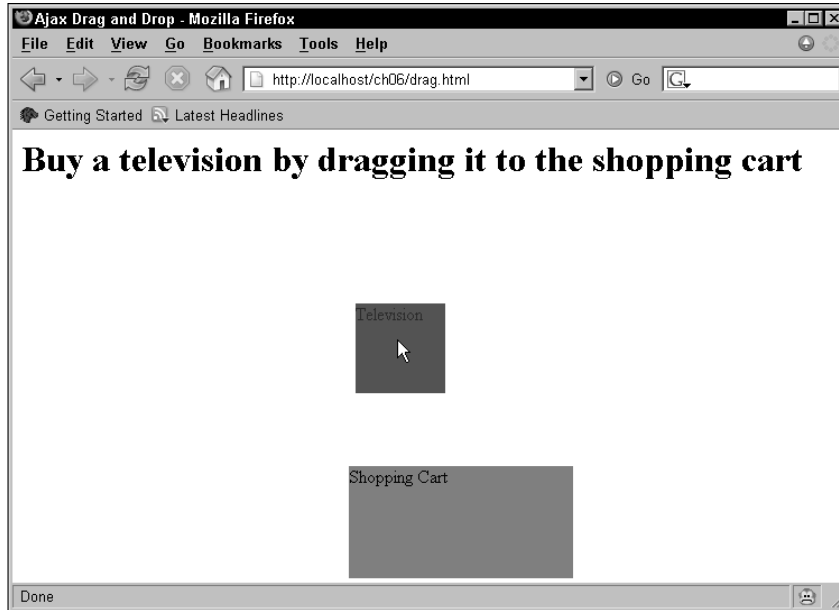 Ajax Drag and Drop - Mozilla Firefox
File Edit View Go Bookmarks Tools Help
http://localhost/ch06/drag.html Go G
Getting Started Latest Headlines
Buy a television by dragging it to the shopping cart
Television
Shopping Cart
Done